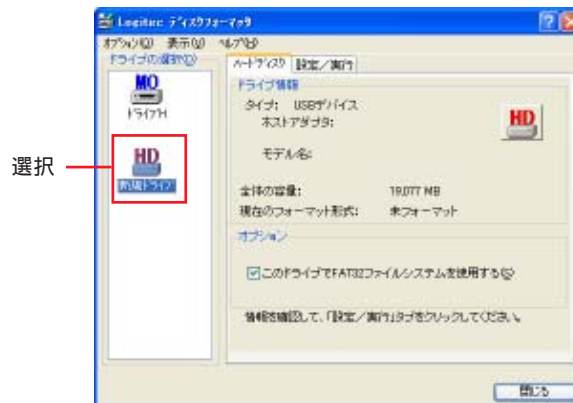 Logitec ディスクフォーマッタ
オプション(O) 表示(V) ヘルプ(H)
ドライブの選択(D)
MO
ドライブH
選択
HD
新規ドライブ
ハードディスク 設定/実行
ドライブ情報
タイプ: USBデバイス
ホストアダプタ:
HD
モデル名:
全体の容量: 19,077 MB
現在のフォーマット形式: 未フォーマット
オプション
このドライブでFAT32ファイルシステムを使用する(S)
情報を確認して、「設定/実行」タブをクリックしてください。
閉じる